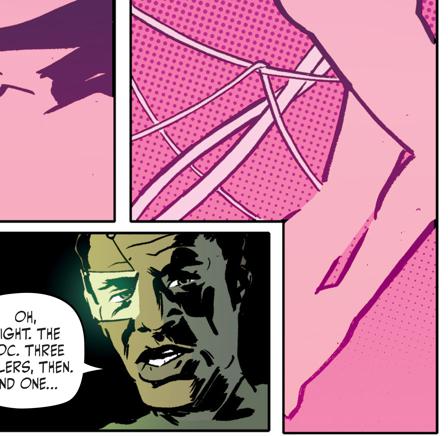 OH,
IGHT. THE
OC. THREE
LERS, THEN.
ND ONE...